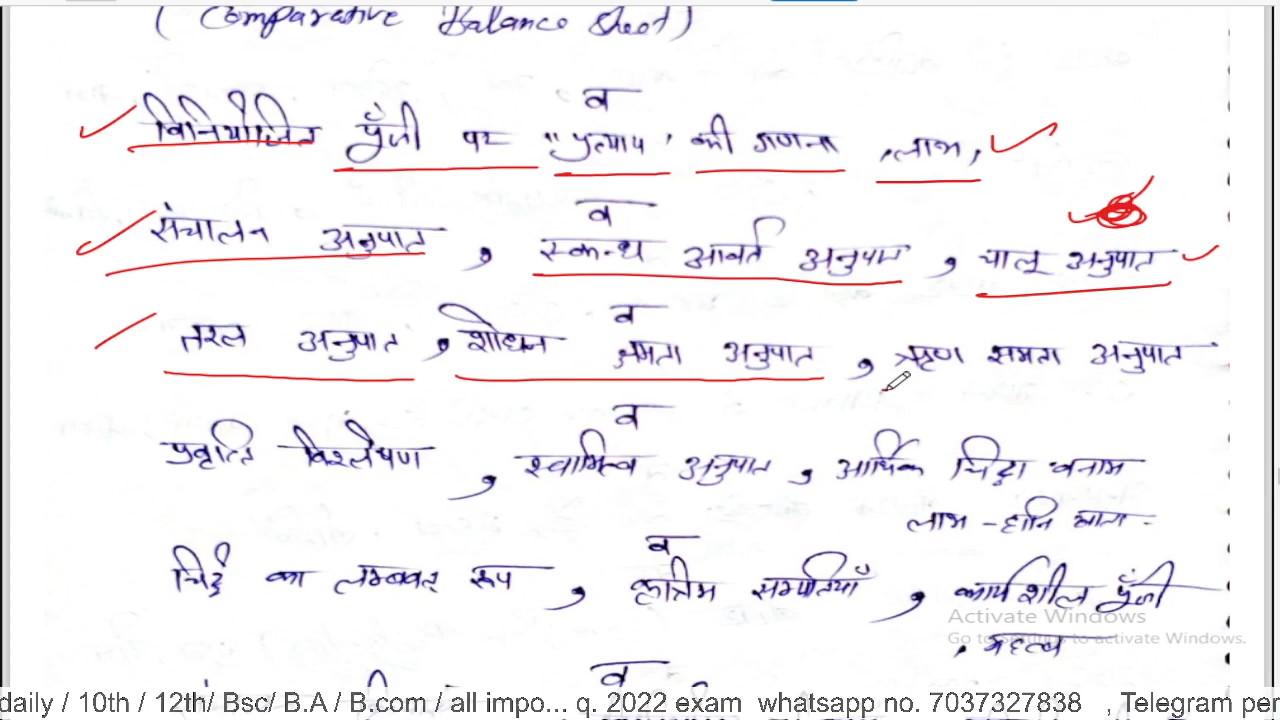 ( Comparative Balance Sheet)
व
विनियोजित पूँजी पर "प्रत्याय" की गणना, लाभ,
व
संचालन अनुपात, स्कन्ध आवर्त अनुपात, चालू अनुपात
व
तरल अनुपात, शोधन क्षमता अनुपात, ऋण क्षमता अनुपात
व
प्रवृत्ति विश्लेषण, स्वामित्व अनुपात, आर्थिक चिट्ठा बनाम
लाभ-हानि खाता
व
चिट्ठे का लम्बवत् रूप, कृत्रिम सम्पत्तियाँ, कार्यशील पूँजी
Activate Windows
Go to Settings to activate Windows.
, महत्व
व
daily / 10th / 12th/ Bsc/ B.A / B.com / all impo... q. 2022 exam whatsapp no. 7037327838 , Telegram per